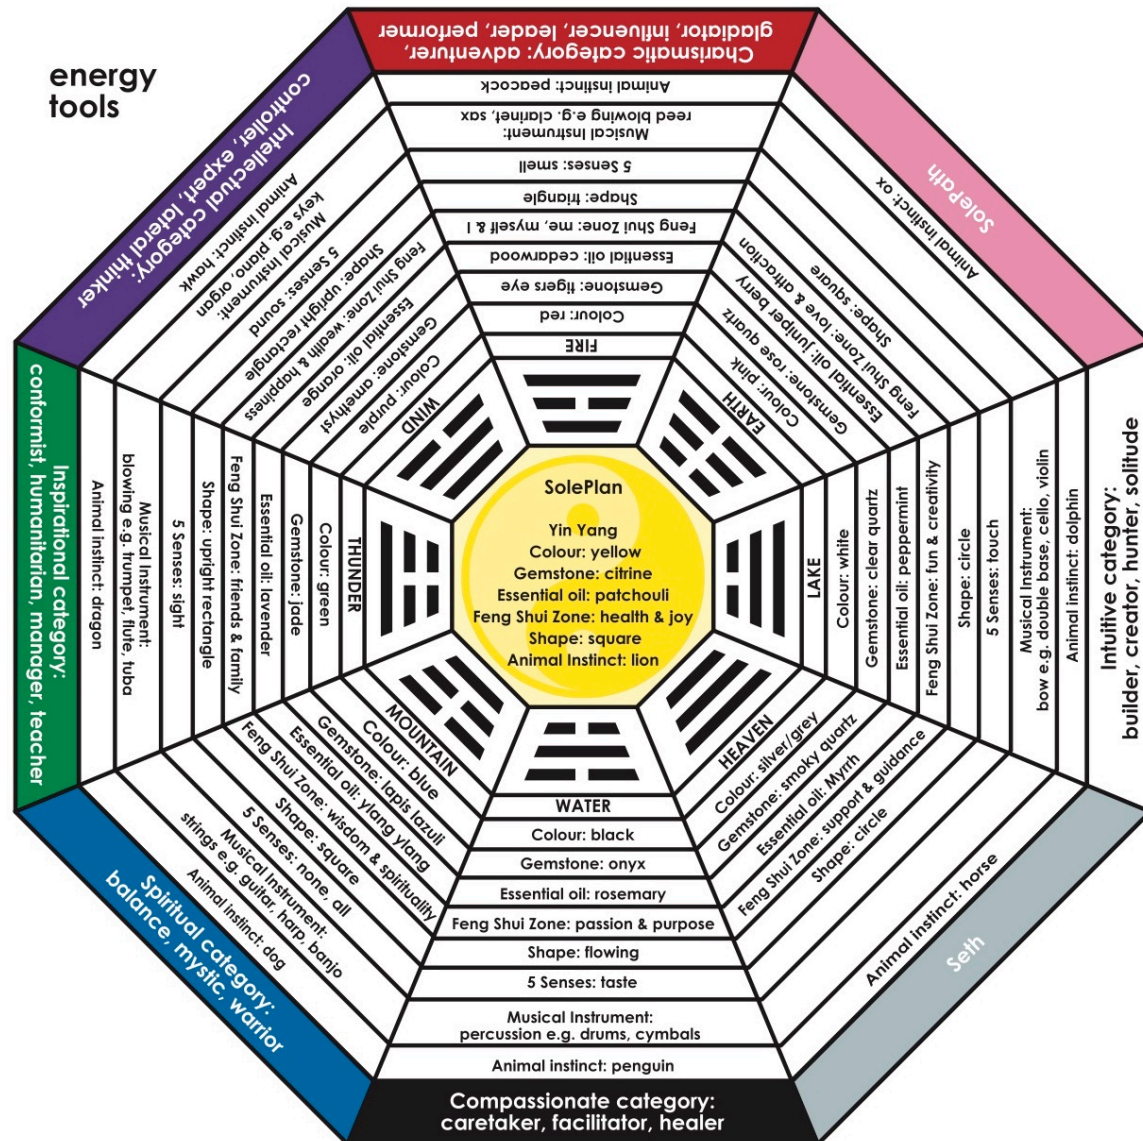 energy
tools
Charismatic category: adventurer,
gladiator, influencer, leader, performer
Animal instinct: peacock
Musical Instrument:
reed blowing e.g. clarinet, sax
5 Senses: smell
Shape: triangle
Feng Shui Zone: me, myself & I
Essential oil: cedarwood
Gemstone: tigers eye
Colour: red
FIRE
SolePath
Animal instinct: ox
Shape: square
Feng Shui Zone: love & attraction
Essential oil: juniper berry
Gemstone: rose quartz
Colour: pink
EARTH
Intuitive category:
builder, creator, hunter, solitude
Animal instinct: dolphin
Musical Instrument:
bow e.g. double base, cello, violin
5 Senses: touch
Shape: circle
Feng Shui Zone: fun & creativity
Essential oil: peppermint
Gemstone: clear quartz
Colour: white
LAKE
HEAVEN
Colour: silver/grey
Gemstone: smoky quartz
Essential oil: Myrrh
Feng Shui Zone: support & guidance
Shape: circle
Animal instinct: horse
Seth
WATER
Colour: black
Gemstone: onyx
Essential oil: rosemary
Feng Shui Zone: passion & purpose
Shape: flowing
5 Senses: taste
Musical Instrument:
percussion e.g. drums, cymbals
Animal instinct: penguin
Compassionate category:
caretaker, facilitator, healer
MOUNTAIN
Colour: blue
Gemstone: lapis lazuli
Essential oil: ylang ylang
Feng Shui Zone: wisdom & spirituality
Shape: square
5 Senses: none, all
Musical Instrument:
strings e.g. guitar, harp, banjo
Animal instinct: dog
Spiritual category:
balance, mystic, warrior
THUNDER
Colour: green
Gemstone: jade
Essential oil: lavender
Feng Shui Zone: friends & family
Shape: upright rectangle
5 Senses: sight
Musical Instrument:
blowing e.g. trumpet, flute, tuba
Animal instinct: dragon
Inspirational category:
conformist, humanitarian, manager, teacher
Intellectual category:
controller, expert, lateral thinker
Animal instinct: hawk
Musical Instrument:
keys e.g. piano, organ
5 Senses: sound
Shape: upright rectangle
Feng Shui Zone: wealth & happiness
Essential oil: orange
Gemstone: amethyst
Colour: purple
WIND
SolePlan
Yin Yang
Colour: yellow
Gemstone: citrine
Essential oil: patchouli
Feng Shui Zone: health & joy
Shape: square
Animal Instinct: lion